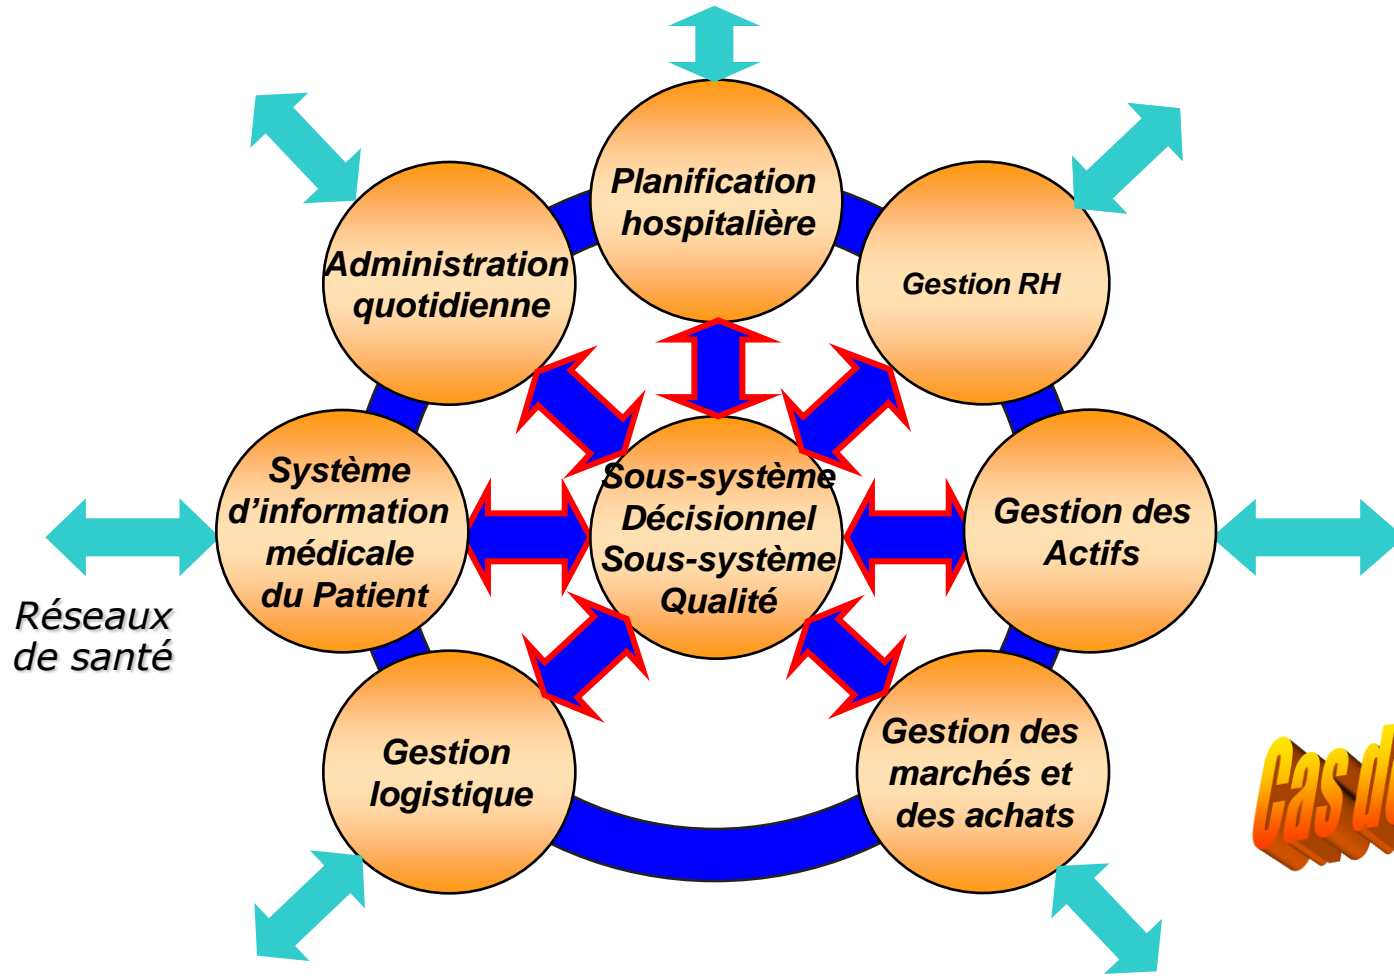 Planification
hospitalière
Administration
quotidienne
Gestion RH
Système
d’information
médicale
du Patient
Sous-système
Décisionnel
Sous-système
Qualité
Gestion des
Actifs
Réseaux
de santé
Gestion
logistique
Gestion des
marchés et
des achats
Cas